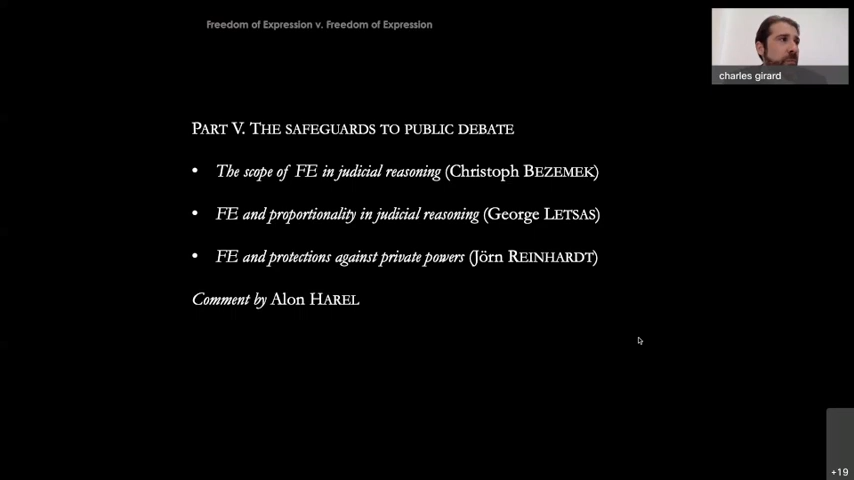 Freedom of Expression v. Freedom of Expression
charles girard
PART V. THE SAFEGUARDS TO PUBLIC DEBATE
• The scope of FE in judicial reasoning (Christoph BEZEMEK)
• FE and proportionality in judicial reasoning (George LETSAS)
• FE and protections against private powers (Jörn REINHARDT)
Comment by Alon HAREL
+19